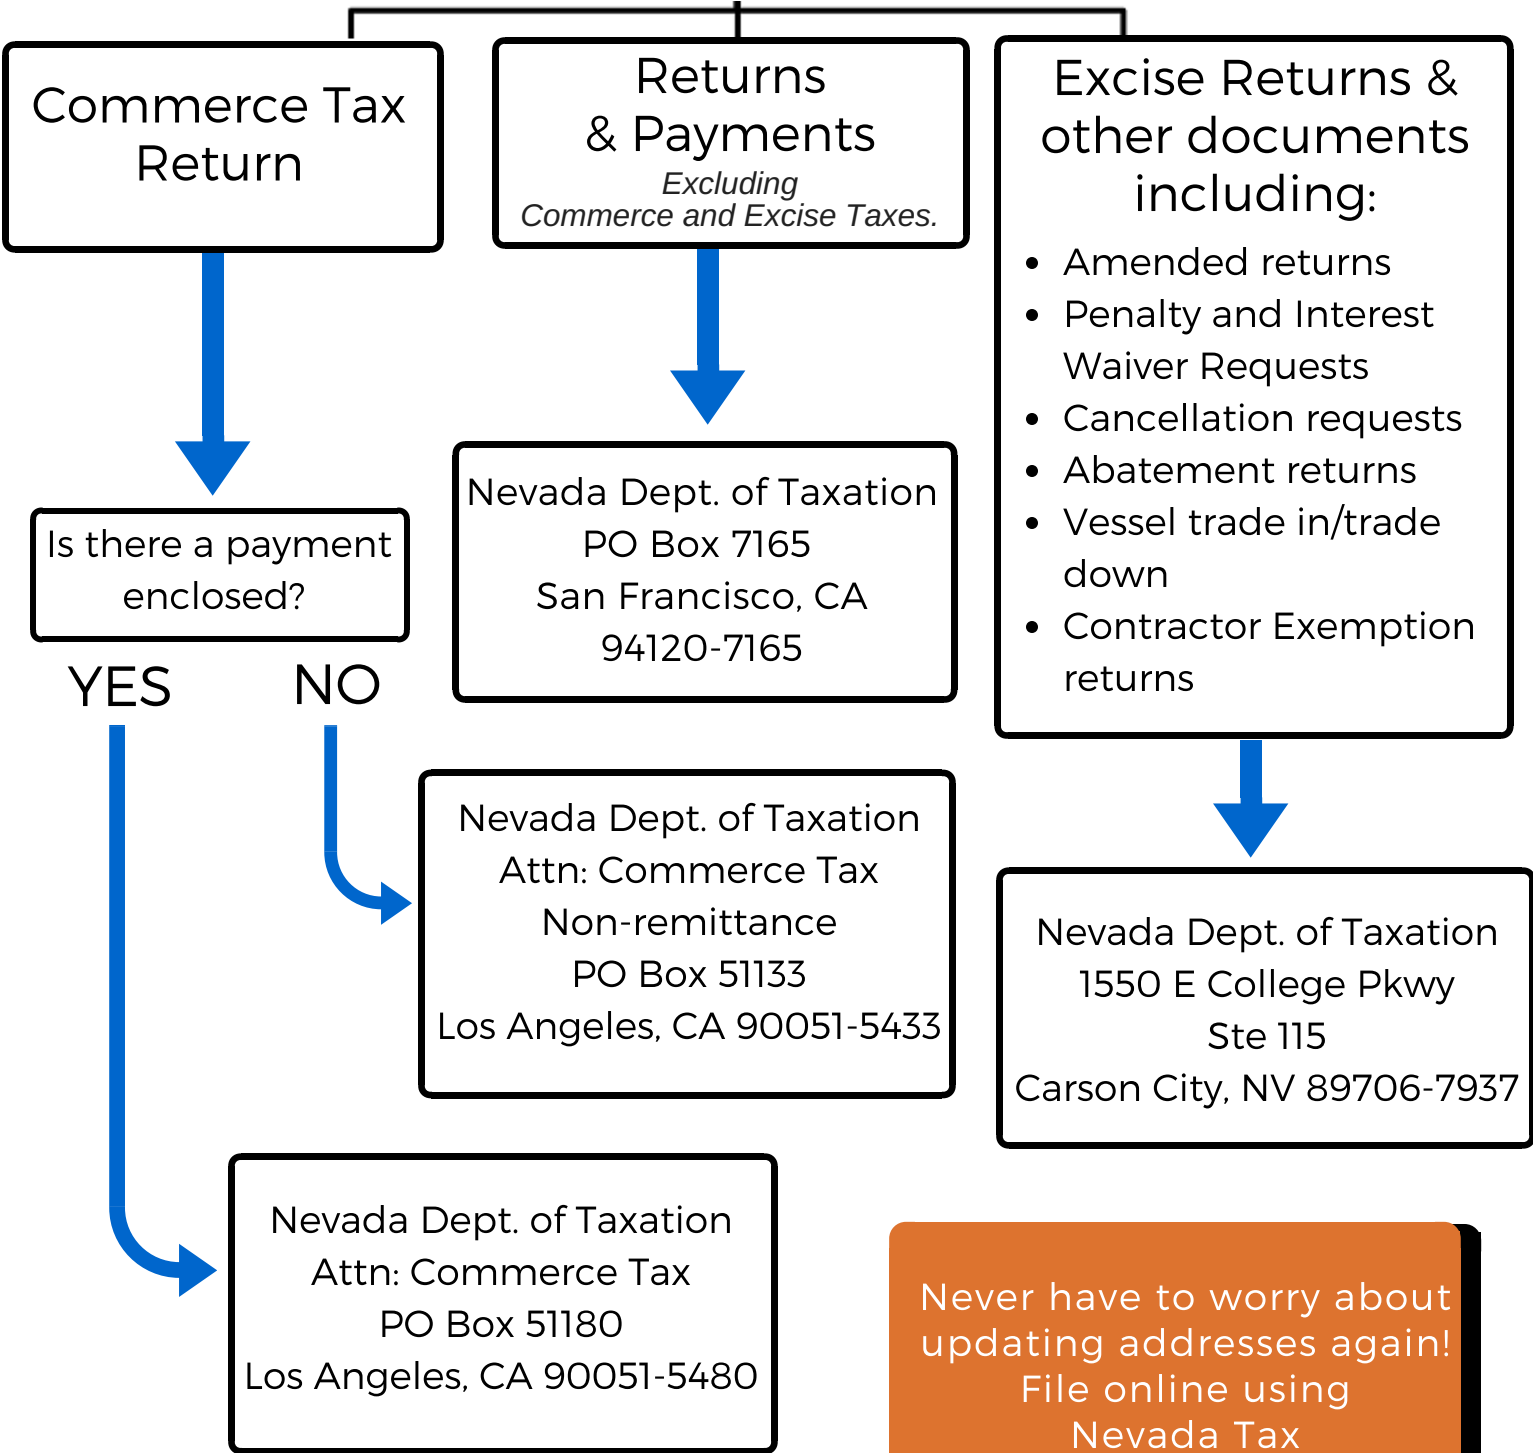 Commerce Tax
Return
Returns
& Payments
Excluding
Commerce and Excise Taxes.
Excise Returns &
other documents
including:
• Amended returns
• Penalty and Interest
Waiver Requests
• Cancellation requests
• Abatement returns
• Vessel trade in/trade
down
• Contractor Exemption
returns
Is there a payment
enclosed?
YES
NO
Nevada Dept. of Taxation
PO Box 7165
San Francisco, CA
94120-7165
Nevada Dept. of Taxation
Attn: Commerce Tax
Non-remittance
PO Box 51133
Los Angeles, CA 90051-5433
Nevada Dept. of Taxation
1550 E College Pkwy
Ste 115
Carson City, NV 89706-7937
Nevada Dept. of Taxation
Attn: Commerce Tax
PO Box 51180
Los Angeles, CA 90051-5480
Never have to worry about
updating addresses again!
File online using
Nevada Tax